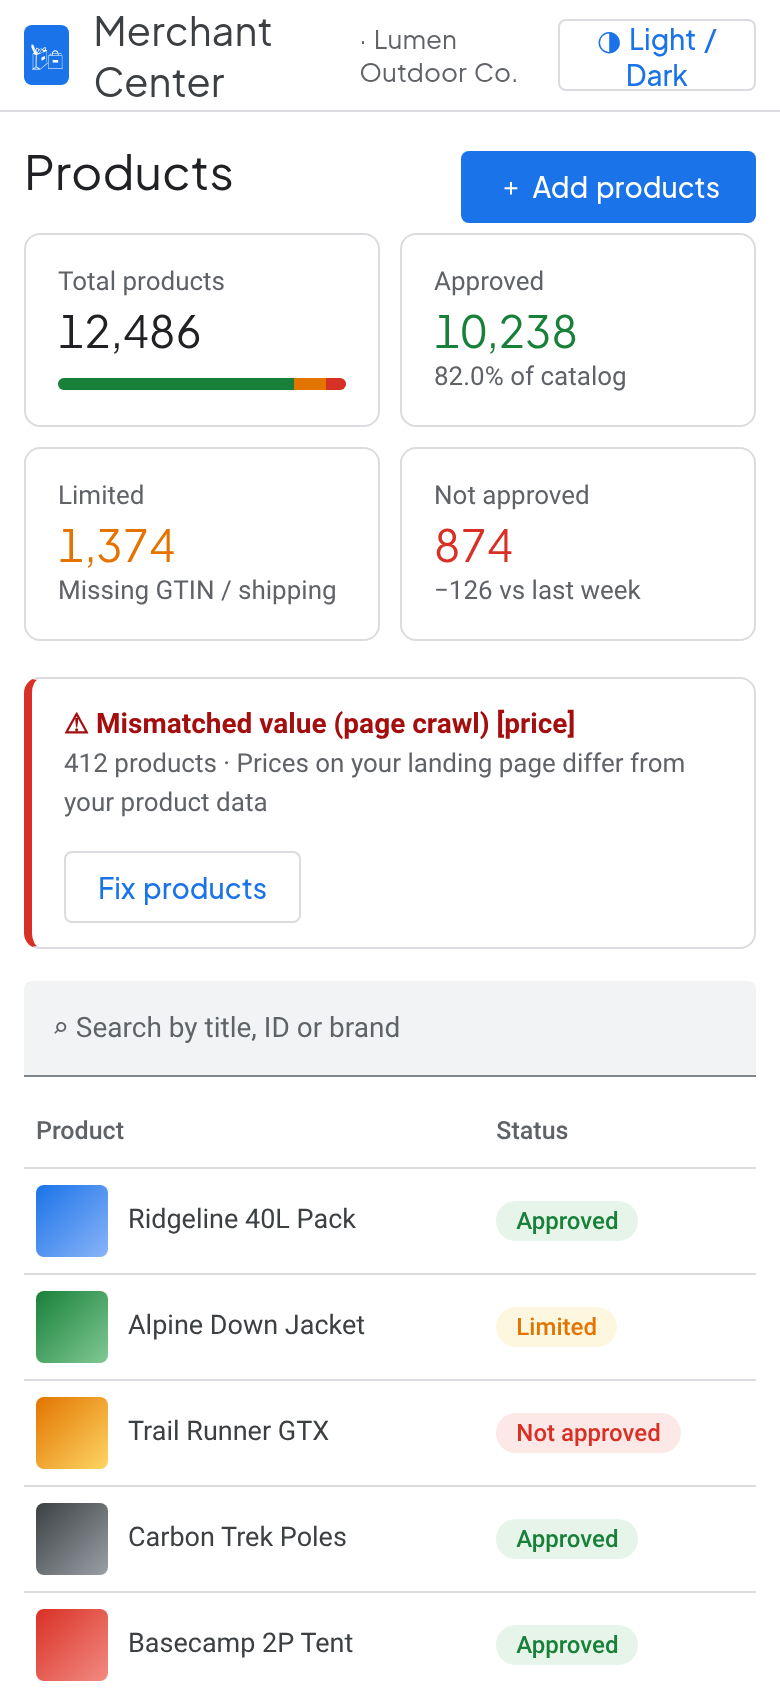 Merchant
Center
· Lumen
Outdoor Co.
Light /
Dark
Products
+ Add products
Total products
12,486
Approved
10,238
82.0% of catalog
Limited
1,374
Missing GTIN / shipping
Not approved
874
−126 vs last week
⚠ Mismatched value (page crawl) [price]
412 products · Prices on your landing page differ from
your product data
Fix products
Search by title, ID or brand
Product
Status
Ridgeline 40L Pack
Approved
Alpine Down Jacket
Limited
Trail Runner GTX
Not approved
Carbon Trek Poles
Approved
Basecamp 2P Tent
Approved